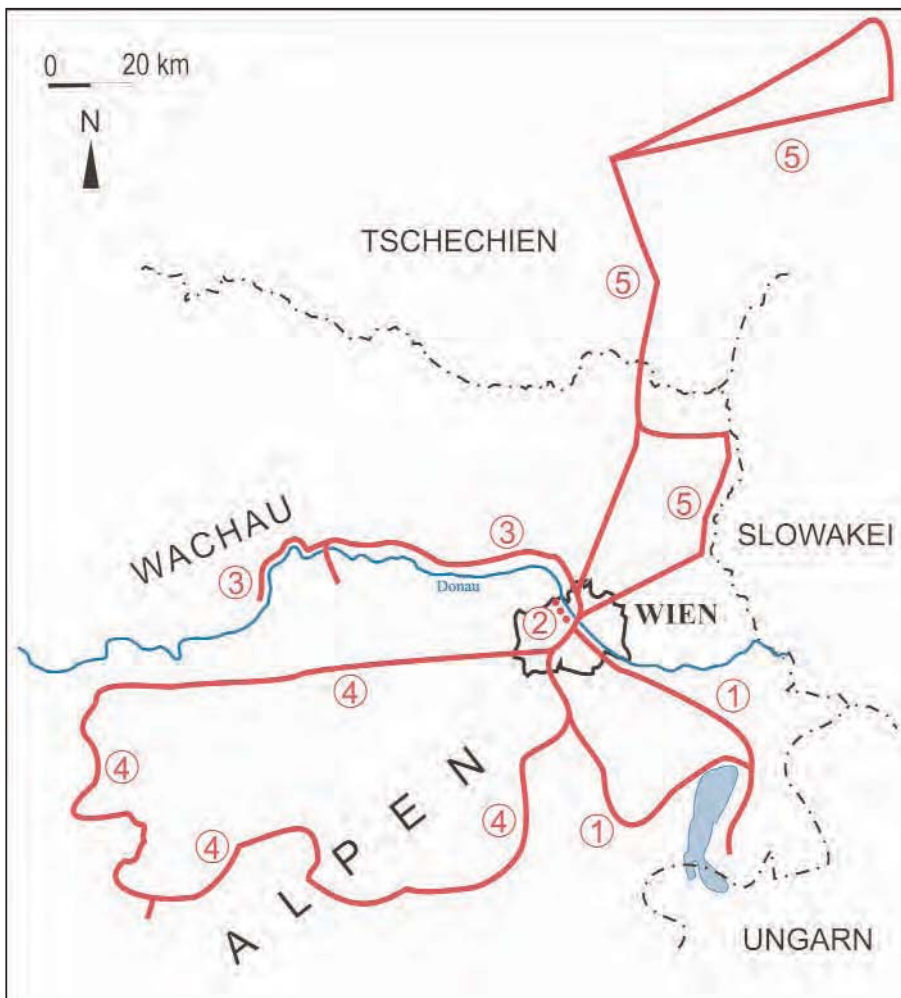 0 20 km
N
⑤
TSCHECHIEN
⑤
⑤
SLOWAKEI
WACHAU
③
③
Donau
②
WIEN
④
①
④
ALPEN
④
④
①
UNGARN